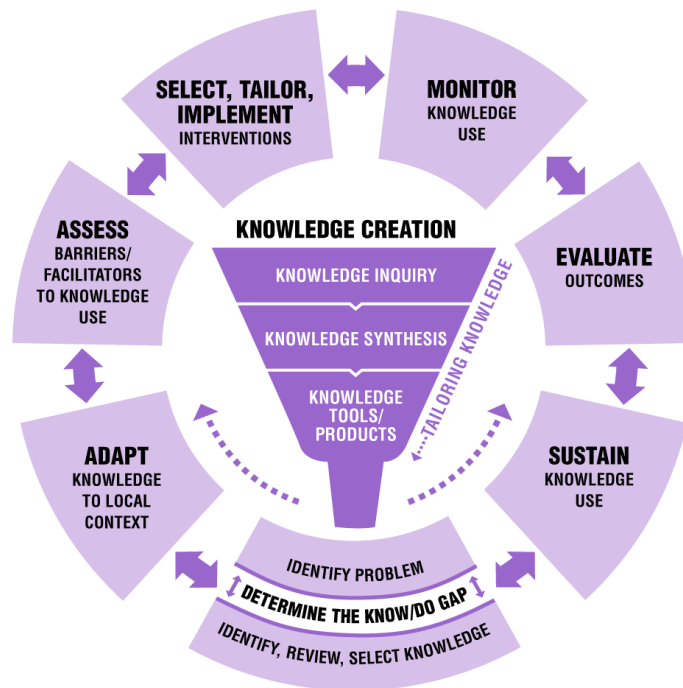 SELECT, TAILOR,
IMPLEMENT
INTERVENTIONS
MONITOR
KNOWLEDGE
USE
ASSESS
BARRIERS/
FACILITATORS
TO KNOWLEDGE
USE
KNOWLEDGE CREATION
KNOWLEDGE INQUIRY
KNOWLEDGE SYNTHESIS
KNOWLEDGE
TOOLS/
PRODUCTS
TAILORING KNOWLEDGE
EVALUATE
OUTCOMES
ADAPT
KNOWLEDGE
TO LOCAL
CONTEXT
SUSTAIN
KNOWLEDGE
USE
IDENTIFY PROBLEM
DETERMINE THE KNOW/DO GAP
IDENTIFY, REVIEW, SELECT KNOWLEDGE